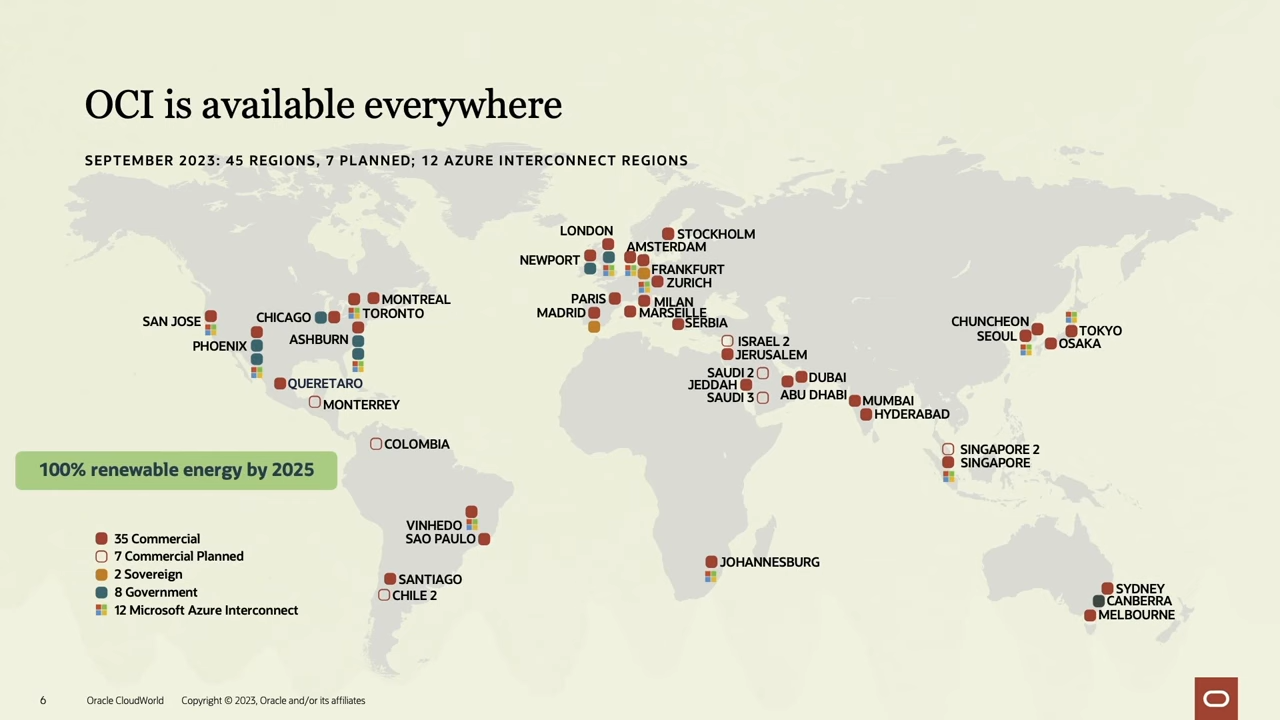 OCI is available everywhere
SEPTEMBER 2023: 45 REGIONS, 7 PLANNED; 12 AZURE INTERCONNECT REGIONS
LONDON
STOCKHOLM
AMSTERDAM
NEWPORT
FRANKFURT
ZURICH
PARIS
MILAN
MADRID
MARSEILLE
SERBIA
MONTREAL
TORONTO
CHICAGO
SAN JOSE
ASHBURN
PHOENIX
QUERETARO
MONTERREY
COLOMBIA
ISRAEL 2
JERUSALEM
SAUDI 2
JEDDAH
SAUDI 3
DUBAI
ABU DHABI
MUMBAI
HYDERABAD
CHUNCHEON
SEOUL
TOKYO
OSAKA
SINGAPORE 2
SINGAPORE
100% renewable energy by 2025
VINHEDO
SAO PAULO
SANTIAGO
CHILE 2
JOHANNESBURG
SYDNEY
CANBERRA
MELBOURNE
35 Commercial
7 Commercial Planned
2 Sovereign
8 Government
12 Microsoft Azure Interconnect
6 Oracle CloudWorld Copyright © 2023, Oracle and/or its affiliates